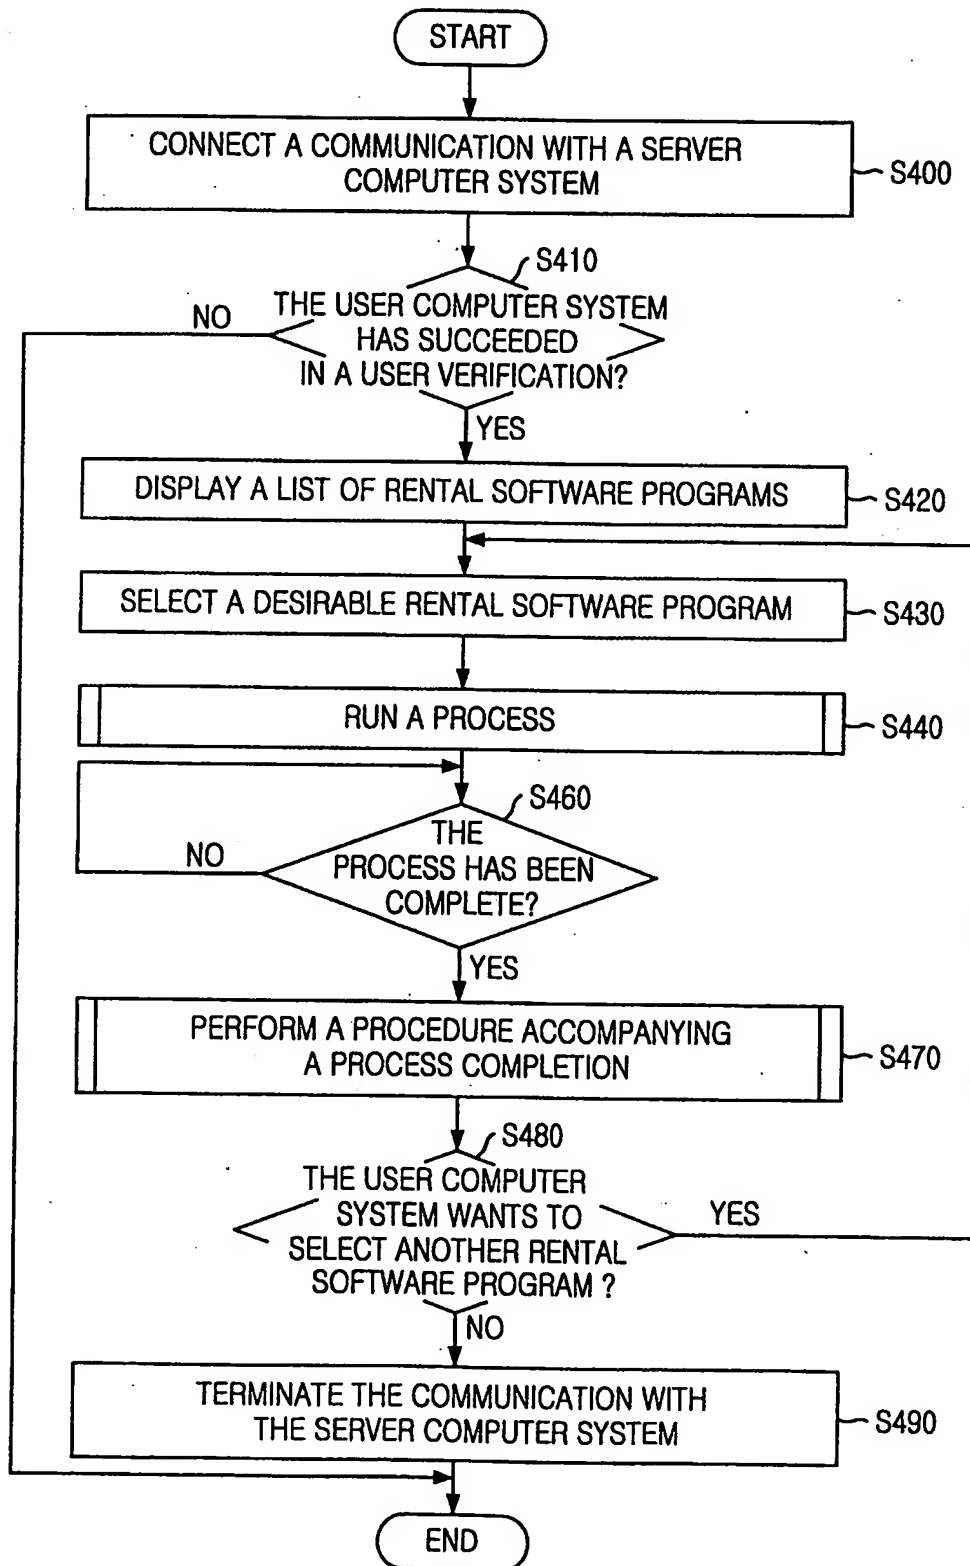 START
CONNECT A COMMUNICATION WITH A SERVER
COMPUTER SYSTEM
S400
S410
THE USER COMPUTER SYSTEM
HAS SUCCEEDED
IN A USER VERIFICATION?
NO
YES
DISPLAY A LIST OF RENTAL SOFTWARE PROGRAMS
S420
SELECT A DESIRABLE RENTAL SOFTWARE PROGRAM
S430
RUN A PROCESS
S440
S460
THE
PROCESS HAS BEEN
COMPLETE?
NO
YES
PERFORM A PROCEDURE ACCOMPANYING
A PROCESS COMPLETION
S470
S480
THE USER COMPUTER
SYSTEM WANTS TO
SELECT ANOTHER RENTAL
SOFTWARE PROGRAM ?
YES
NO
TERMINATE THE COMMUNICATION WITH
THE SERVER COMPUTER SYSTEM
S490
END